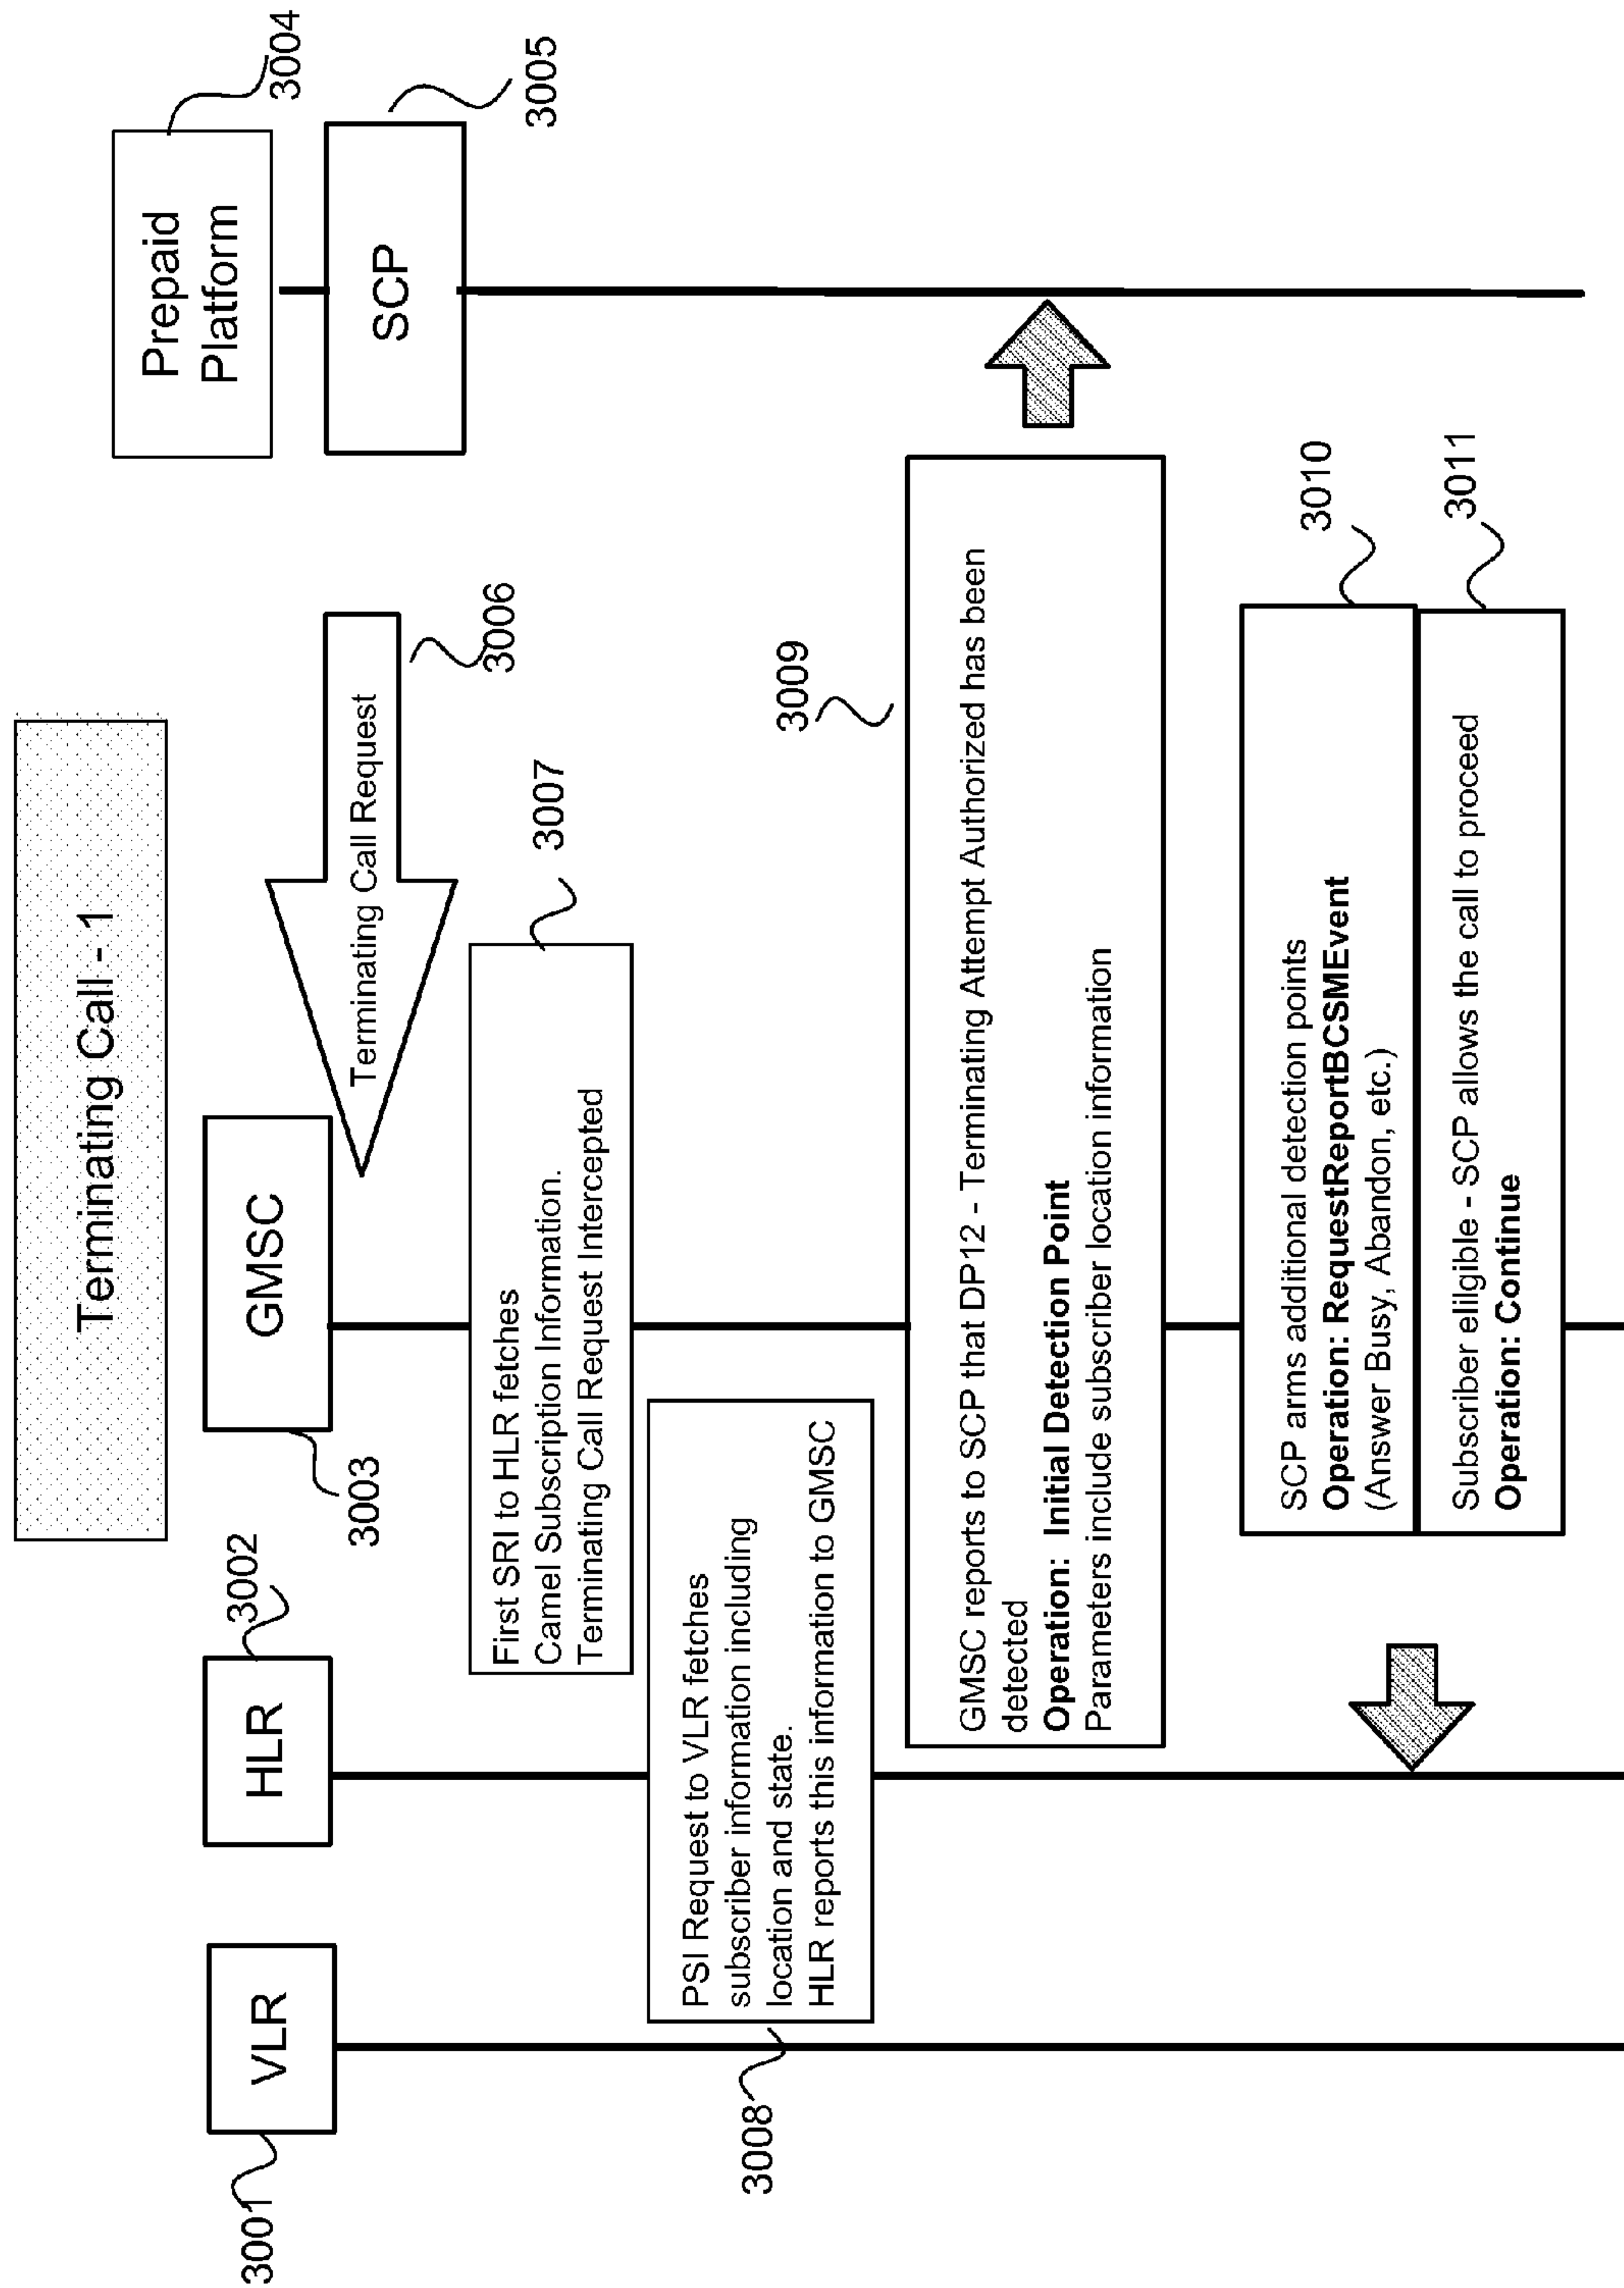 Terminating Call - 1
Prepaid
Platform
3004
VLR
HLR
GMSC
SCP
3001
3002
3003
3005
Terminating Call Request
3006
First SRI to HLR fetches
Camel Subscription Information.
Terminating Call Request Intercepted
3007
PSI Request to VLR fetches
subscriber information including
location and state.
HLR reports this information to GMSC
3008
3009
GMSC reports to SCP that DP12 - Terminating Attempt Authorized has been
detected
Operation: Initial Detection Point
Parameters include subscriber location information
SCP arms additional detection points
Operation: RequestReportBCSMEvent
(Answer Busy, Abandon, etc.)
3010
Subscriber eliigible - SCP allows the call to proceed
Operation: Continue
3011